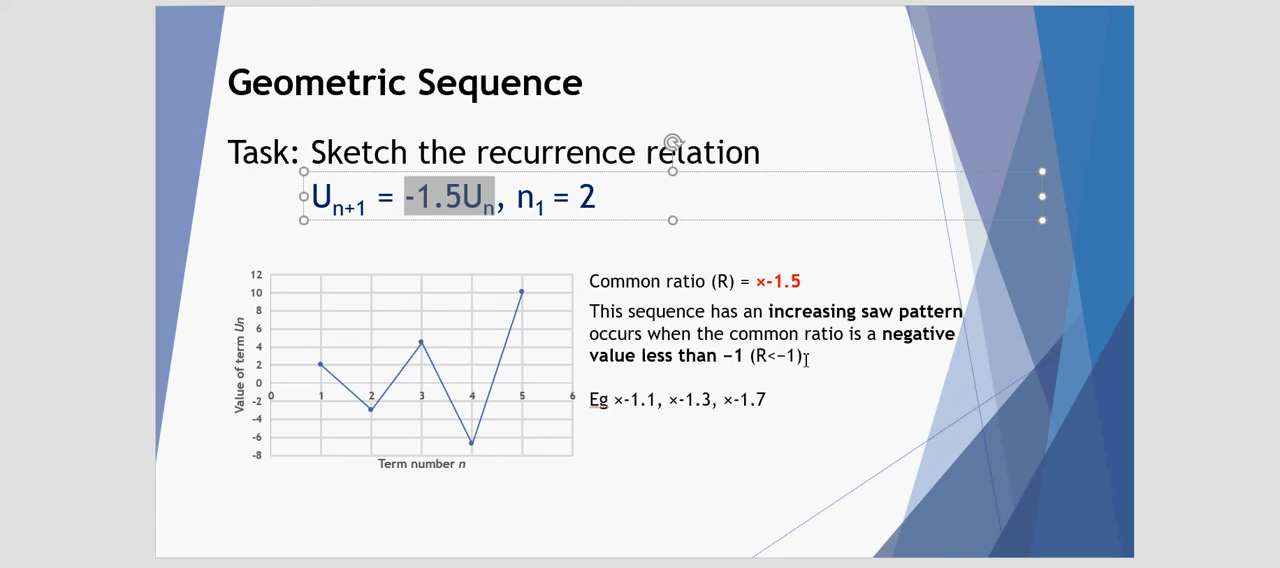 Geometric Sequence
Task: Sketch the recurrence relation
Uₙ₊₁ = -1.5Uₙ, n₁ = 2
12
10
8
6
4
2
0
-2
-4
-6
-8
0 1 2 3 4 5 6
Value of term Un
Term number n
Common ratio (R) = ×-1.5
This sequence has an increasing saw pattern
occurs when the common ratio is a negative
value less than −1 (R<−1)
Eg ×-1.1, ×-1.3, ×-1.7